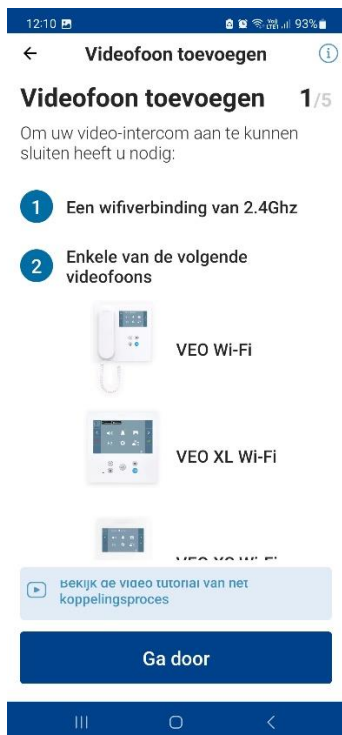 12:10 93%
Videofoon toevoegen
Videofoon toevoegen 1/5
Om uw video-intercom aan te kunnen
sluiten heeft u nodig:
1 Een wifiverbinding van 2.4Ghz
2 Enkele van de volgende
videofoons
VEO Wi-Fi
VEO XL Wi-Fi
Bekijk de video tutorial van het
koppelingsproces
Ga door